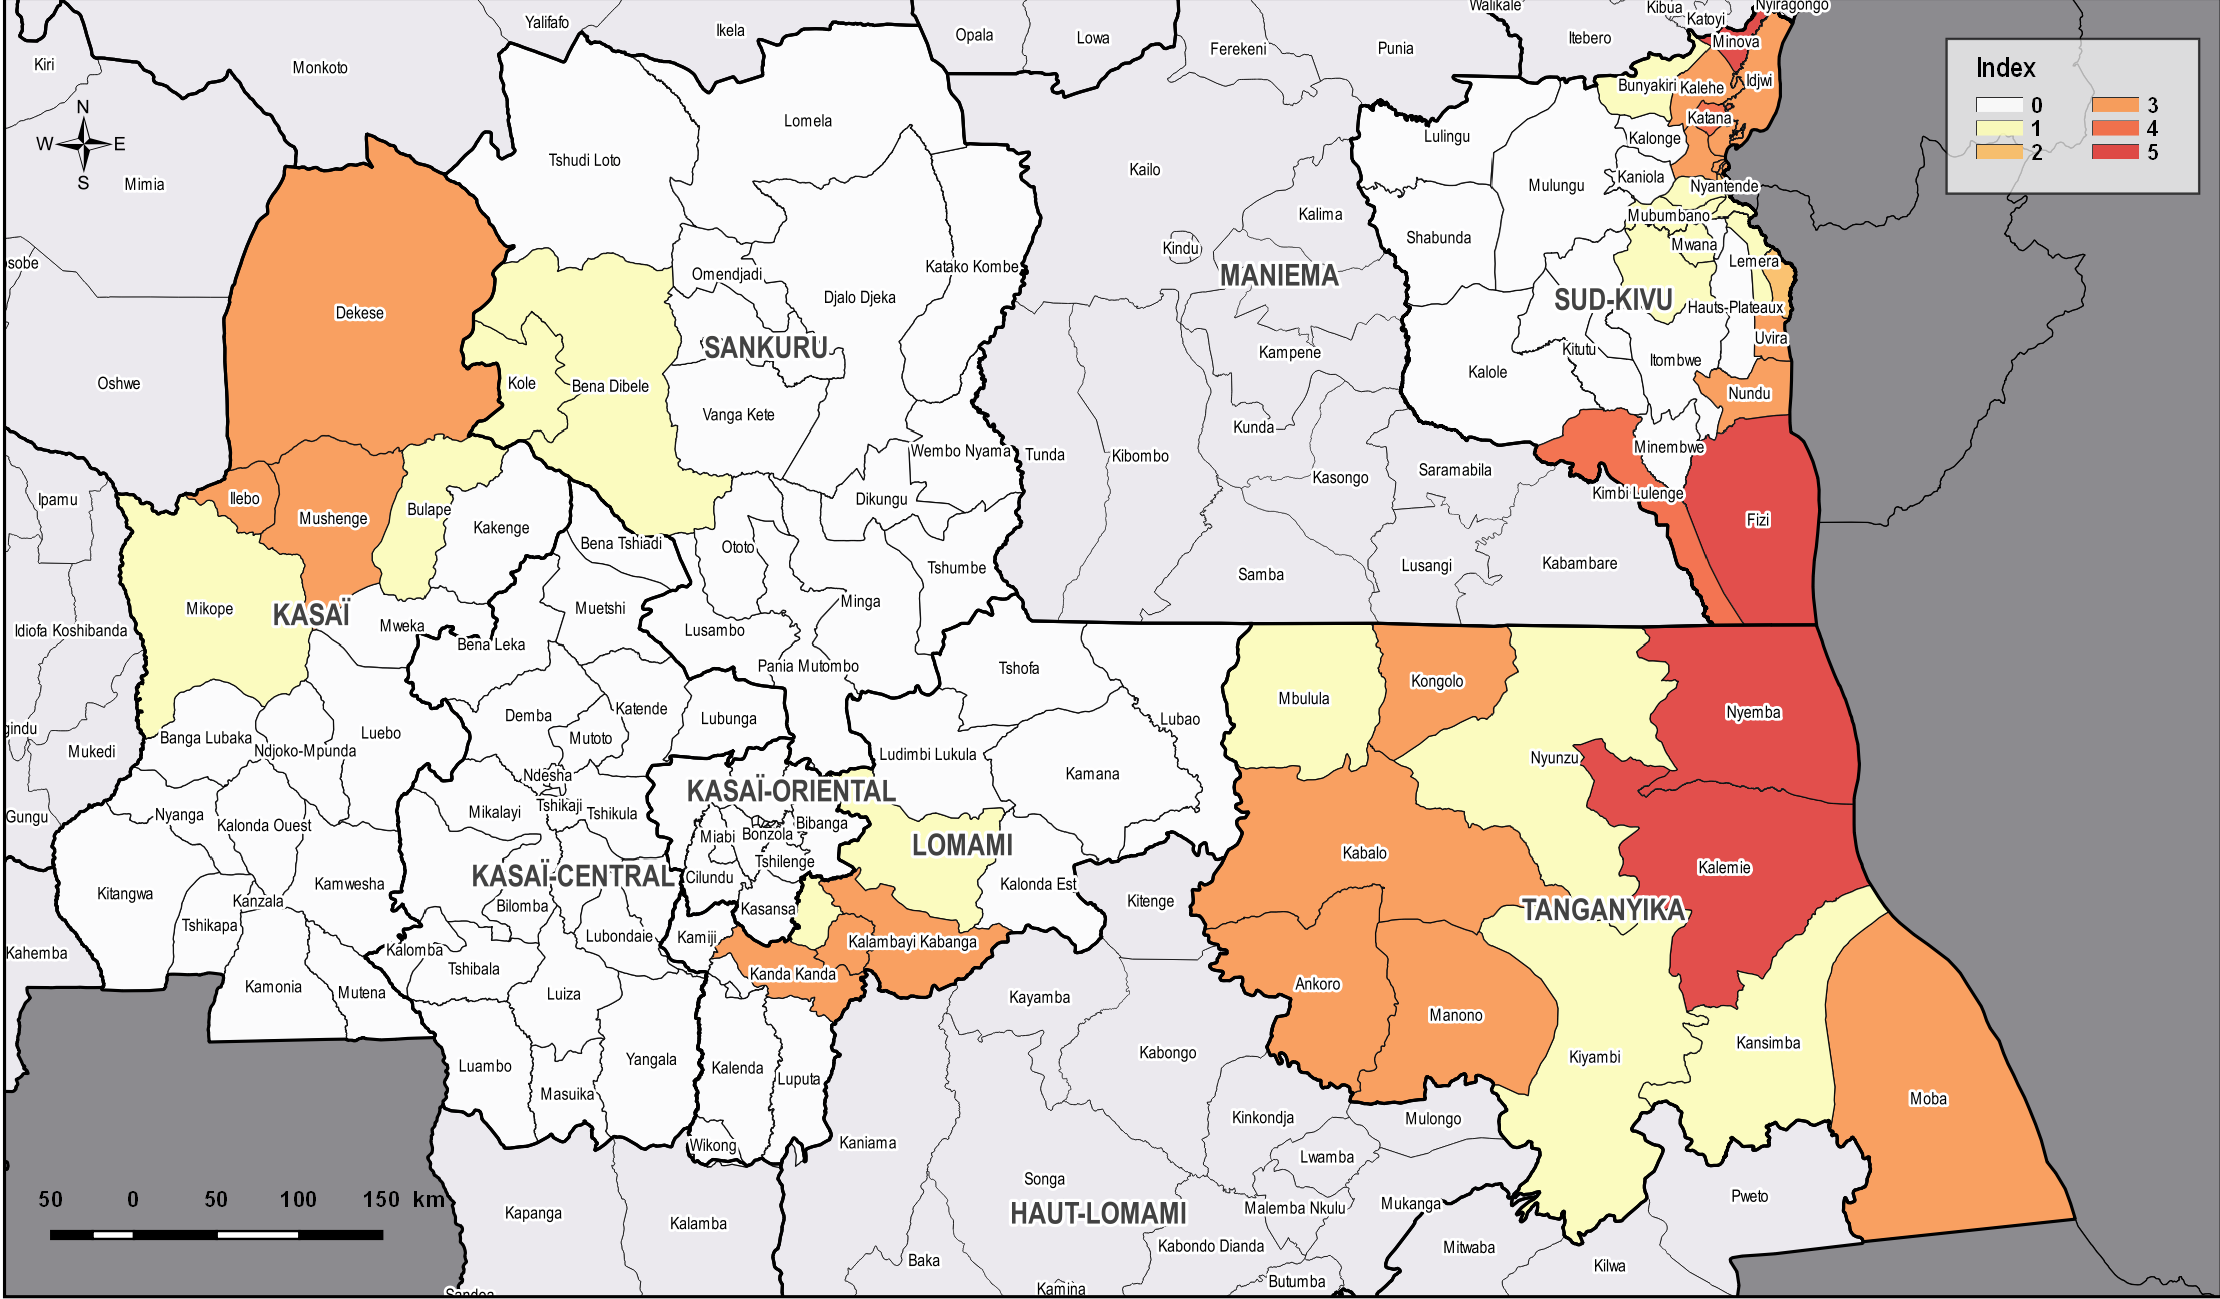 Yalifafo
Ikela
Opala
Lowa
Ferekeni
Punia
Walikale
Itebero
Kibua
Katoyi
Nyiragongo
Minova
Kiri
Monkoto
Bunyakiri
Kalehe
Idjwi
Index
0
1
2
3
4
5
N
W
E
S
Mimia
Lomela
Tshudi Loto
Kailo
Lulingu
Katana
Kalonge
Kaniola
Mulungu
Nyantende
Mubumbano
Kalima
Kindu
MANIEMA
Shabunda
Mwana
Lemera
SUD-KIVU
Hauts-Plateaux
Uvira
Omendjadi
Katako Kombe
Djalo Djeka
Dekese
SANKURU
Kampene
Kitutu
Itombwe
Kalole
Nundu
Oshwe
Kole
Bena Dibele
Vanga Kete
Kunda
Wembo Nyama
Tunda
Kibombo
Minembwe
Saramabila
Kasongo
Kimbi Lulenge
Fizi
Ipamu
Ilebo
Mushenge
Bulape
Kakenge
Dikungu
Bena Tshiadi
Ototo
Tshumbe
Samba
Lusangi
Kabambare
Mikope
KASAÏ
Mweka
Muetshi
Minga
Lusambo
Idiofa
Koshibanda
Bena Leka
Pania Mutombo
Tshofa
Mbulula
Kongolo
Nyemba
Demba
Katende
Lubunga
Lubao
gindu
Mukedi
Banga Lubaka
Ndjoko-Mpunda
Luebo
Mutoto
Ludimbi Lukula
Kamana
Nyunzu
Ndesha
KASAÏ-ORIENTAL
Gungu
Nyanga
Kalonda Ouest
Mikalayi
Tshikaji
Tshikula
Miabi
Bonzola
Bibanga
LOMAMI
Kabalo
Kalemie
Tshilenge
Kitangwa
Kamwesha
KASAÏ-CENTRAL
Cilundu
Kalonda Est
Kanzala
Bilomba
Kasansa
Kitenge
TANGANYIKA
Tshikapa
Lubondaie
Kamiji
Kalambayi Kabanga
Kahemba
Kalomba
Tshibala
Kanda Kanda
Kamonia
Mutena
Luiza
Kayamba
Ankoro
Manono
Kansimba
Luambo
Yangala
Kalenda
Luputa
Kabongo
Kiyambi
Masuika
Moba
Kinkondja
Mulongo
Wikong
Kaniama
Lwamba
Songa
50 0 50 100 150 km
Kapanga
Kalamba
HAUT-LOMAMI
Malemba Nkulu
Mukanga
Pweto
Kabondo Dianda
Mitwaba
Baka
Kilwa
Butumba
Kamina
Sandoa